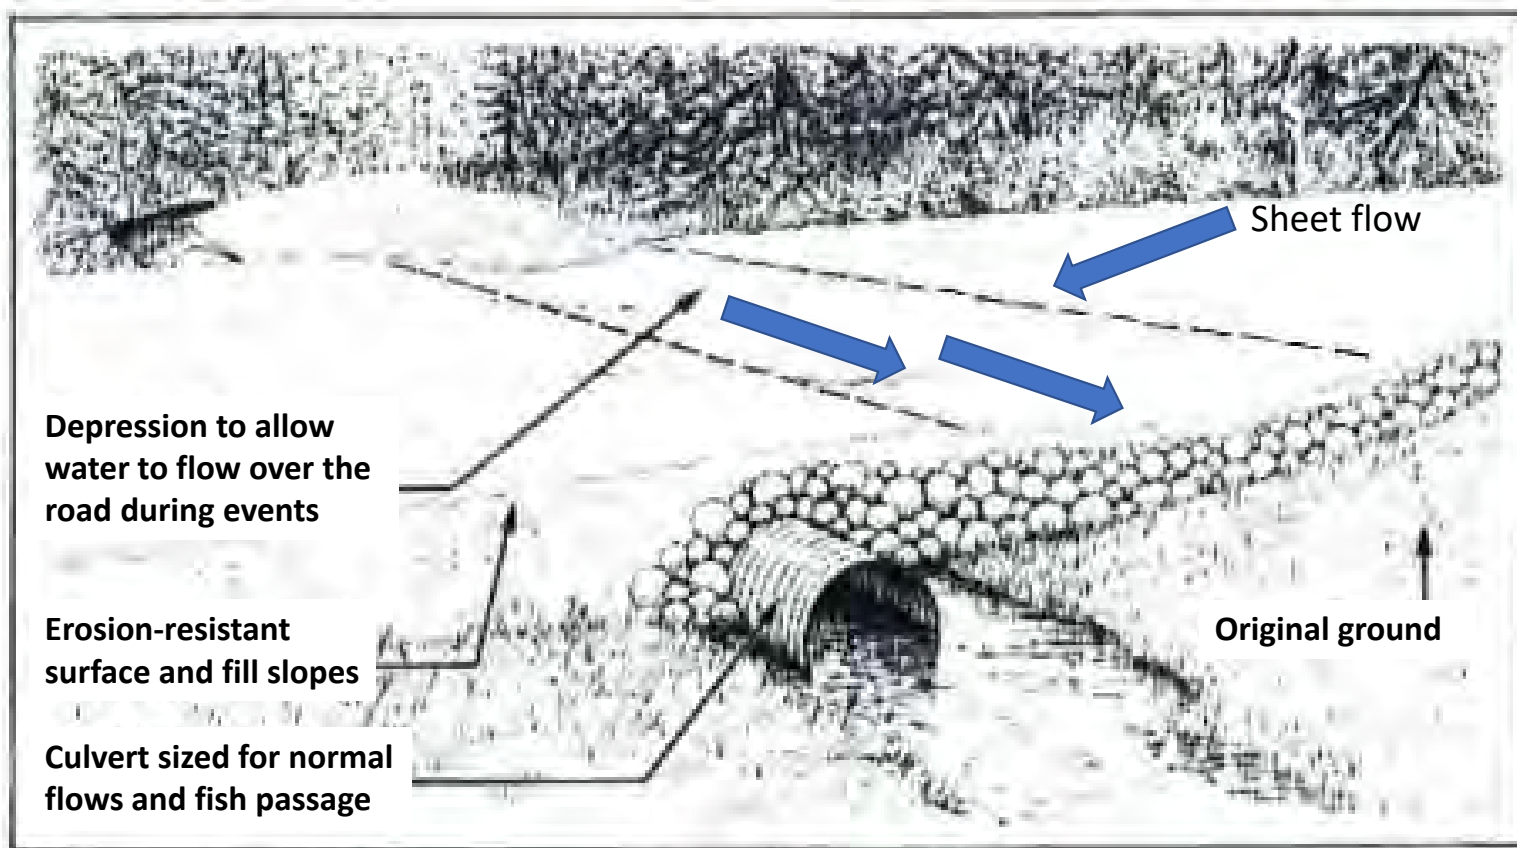 Sheet flow
Depression to allow
water to flow over the
road during events
Erosion-resistant
surface and fill slopes
Original ground
Culvert sized for normal
flows and fish passage